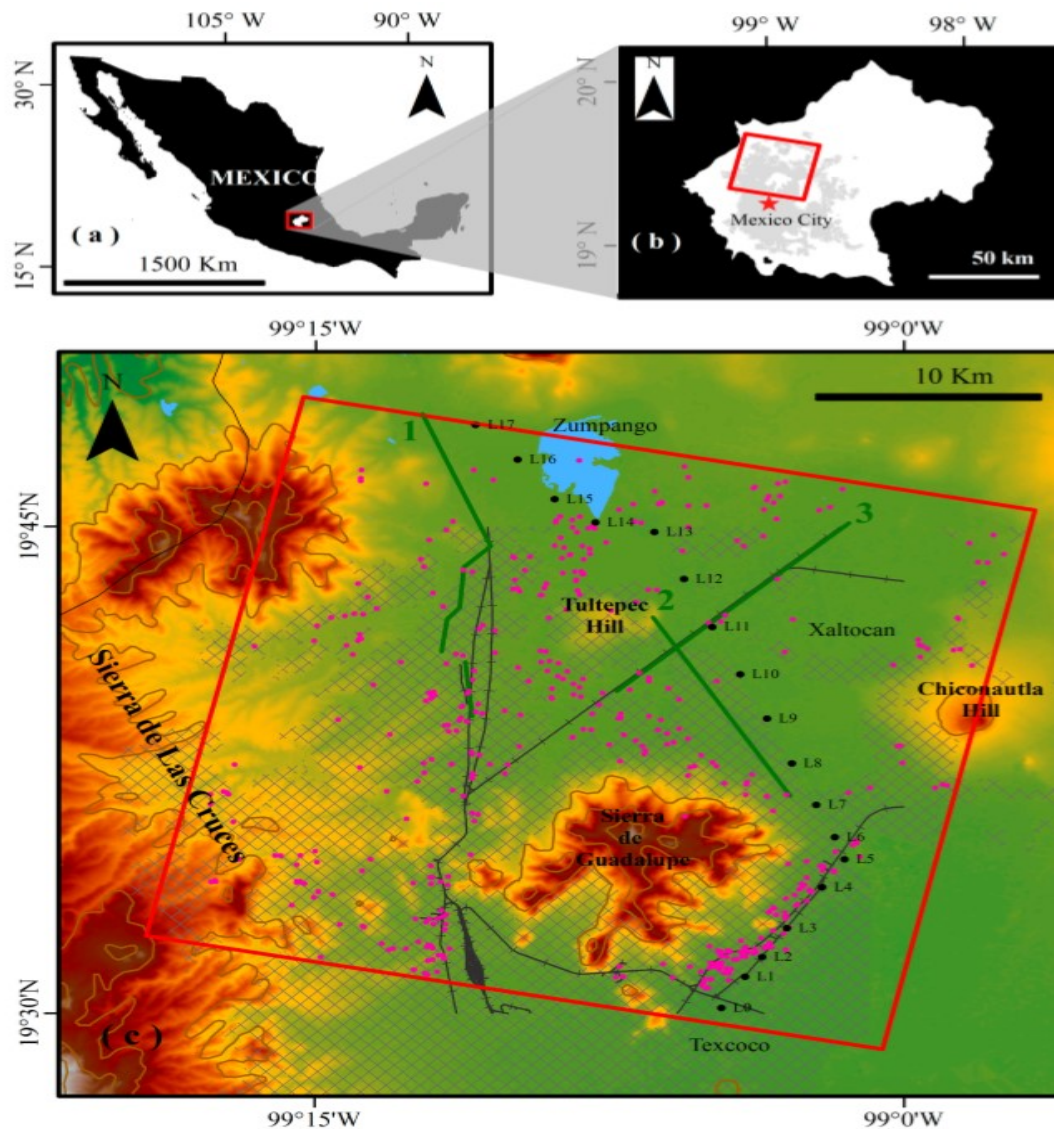 105° W
90° W
99° W
98° W
30° N
15° N
N
MEXICO
( a )
1500 Km
20° N
19° N
N
Mexico City
( b )
50 km
99°15'W
99°0'W
N
10 Km
1
L17
Zumpango
L16
L15
L14
L13
19°45'N
3
L12
Tultepec
Hill
2
L11
Xaltocan
L10
Chiconautla
Hill
L9
Sierra de Las Cruces
L8
L7
Sierra
de
Guadalupe
L6
L5
L4
L3
L2
L1
L0
19°30'N
( c )
Texcoco
99°15'W
99°0'W